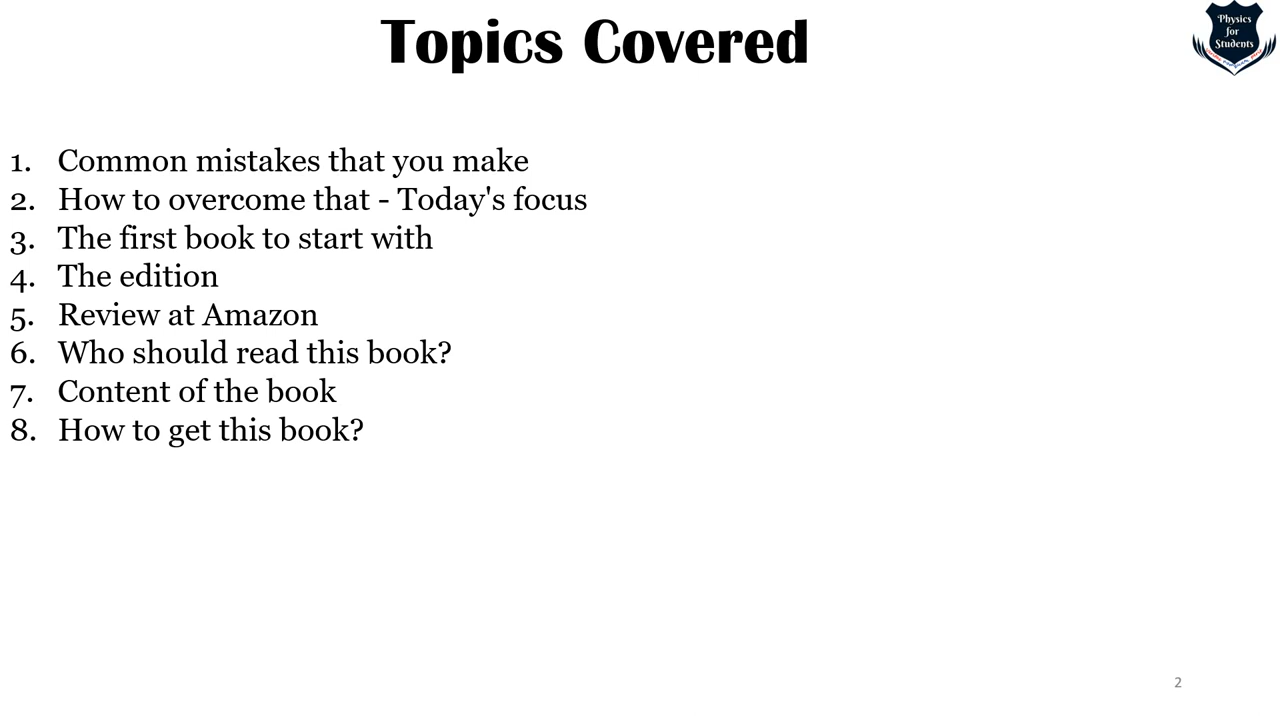 Topics Covered
Physics
for
Students
1. Common mistakes that you make
2. How to overcome that - Today's focus
3. The first book to start with
4. The edition
5. Review at Amazon
6. Who should read this book?
7. Content of the book
8. How to get this book?
2